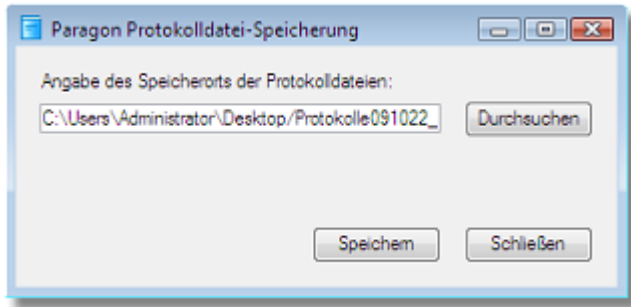 Paragon Protokolldatei-Speicherung
Angabe des Speicherorts der Protokolldateien:
C:\Users\Administrator\Desktop/Protokolle091022_
Durchsuchen
Speichern
Schließen